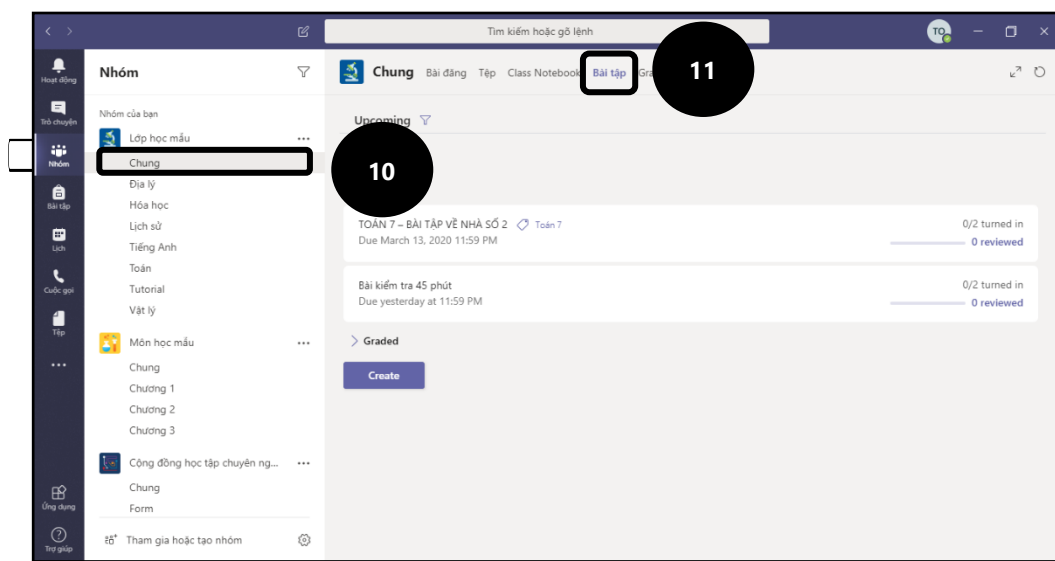 Tìm kiếm hoặc gõ lệnh
TO
Hoạt động
Trò chuyện
Nhóm
Bài tập
Lịch
Cuộc gọi
Tệp
Ứng dụng
Trợ giúp
Nhóm
Nhóm của bạn
Lớp học mẫu
Chung
Địa lý
Hóa học
Lịch sử
Tiếng Anh
Toán
Tutorial
Vật lý
Môn học mẫu
Chung
Chương 1
Chương 2
Chương 3
Cộng đồng học tập chuyên ng...
Chung
Form
Tham gia hoặc tạo nhóm
10
Chung Bài đăng Tệp Class Notebook Bài tập Gra
11
Upcoming
TOÁN 7 – BÀI TẬP VỀ NHÀ SỐ 2 Toán 7
0/2 turned in
Due March 13, 2020 11:59 PM
0 reviewed
Bài kiểm tra 45 phút
0/2 turned in
Due yesterday at 11:59 PM
0 reviewed
Graded
Create